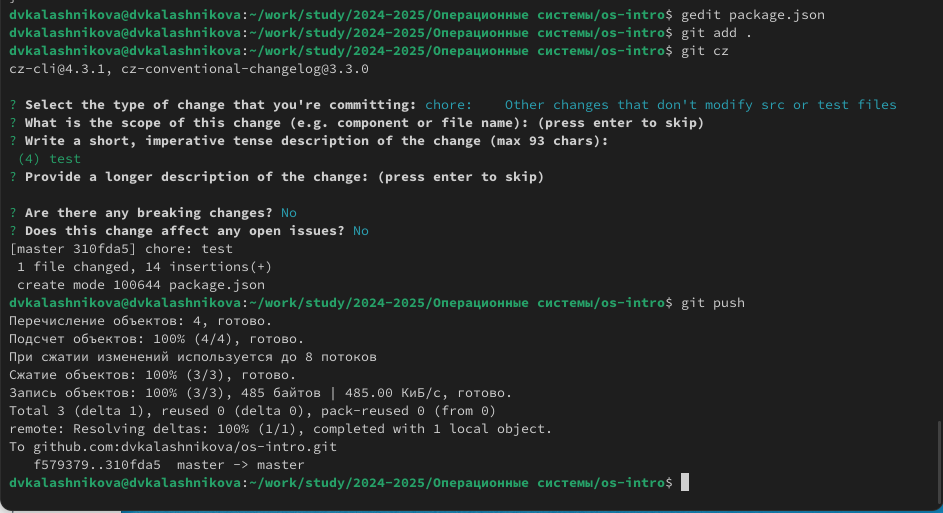 dvkalashnikova@dvkalashnikova:~/work/study/2024-2025/Операционные системы/os-intro$ gedit package.json
dvkalashnikova@dvkalashnikova:~/work/study/2024-2025/Операционные системы/os-intro$ git add .
dvkalashnikova@dvkalashnikova:~/work/study/2024-2025/Операционные системы/os-intro$ git cz
cz-cli@4.3.1, cz-conventional-changelog@3.3.0
? Select the type of change that you're committing: chore:    Other changes that don't modify src or test files
? What is the scope of this change (e.g. component or file name): (press enter to skip)
? Write a short, imperative tense description of the change (max 93 chars):
 (4) test
? Provide a longer description of the change: (press enter to skip)
? Are there any breaking changes? No
? Does this change affect any open issues? No
[master 310fda5] chore: test
 1 file changed, 14 insertions(+)
 create mode 100644 package.json
dvkalashnikova@dvkalashnikova:~/work/study/2024-2025/Операционные системы/os-intro$ git push
Перечисление объектов: 4, готово.
Подсчет объектов: 100% (4/4), готово.
При сжатии изменений используется до 8 потоков
Сжатие объектов: 100% (3/3), готово.
Запись объектов: 100% (3/3), 485 байтов | 485.00 КиБ/с, готово.
Total 3 (delta 1), reused 0 (delta 0), pack-reused 0 (from 0)
remote: Resolving deltas: 100% (1/1), completed with 1 local object.
To github.com:dvkalashnikova/os-intro.git
   f579379..310fda5  master -> master
dvkalashnikova@dvkalashnikova:~/work/study/2024-2025/Операционные системы/os-intro$